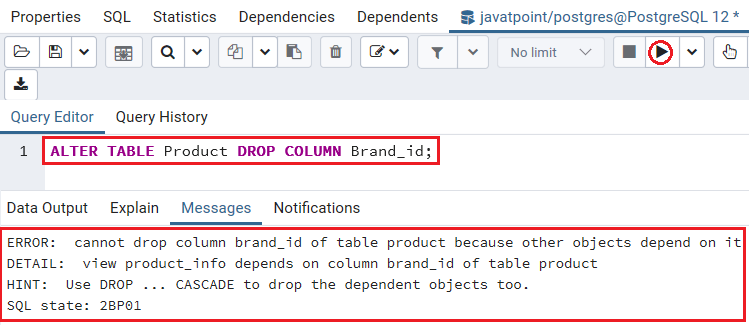 Properties SQL Statistics Dependencies Dependents javatpoint/postgres@PostgreSQL 12 *
No limit
Query Editor Query History
1 ALTER TABLE Product DROP COLUMN Brand_id;
Data Output Explain Messages Notifications
ERROR:  cannot drop column brand_id of table product because other objects depend on it
DETAIL:  view product_info depends on column brand_id of table product
HINT:  Use DROP ... CASCADE to drop the dependent objects too.
SQL state: 2BP01